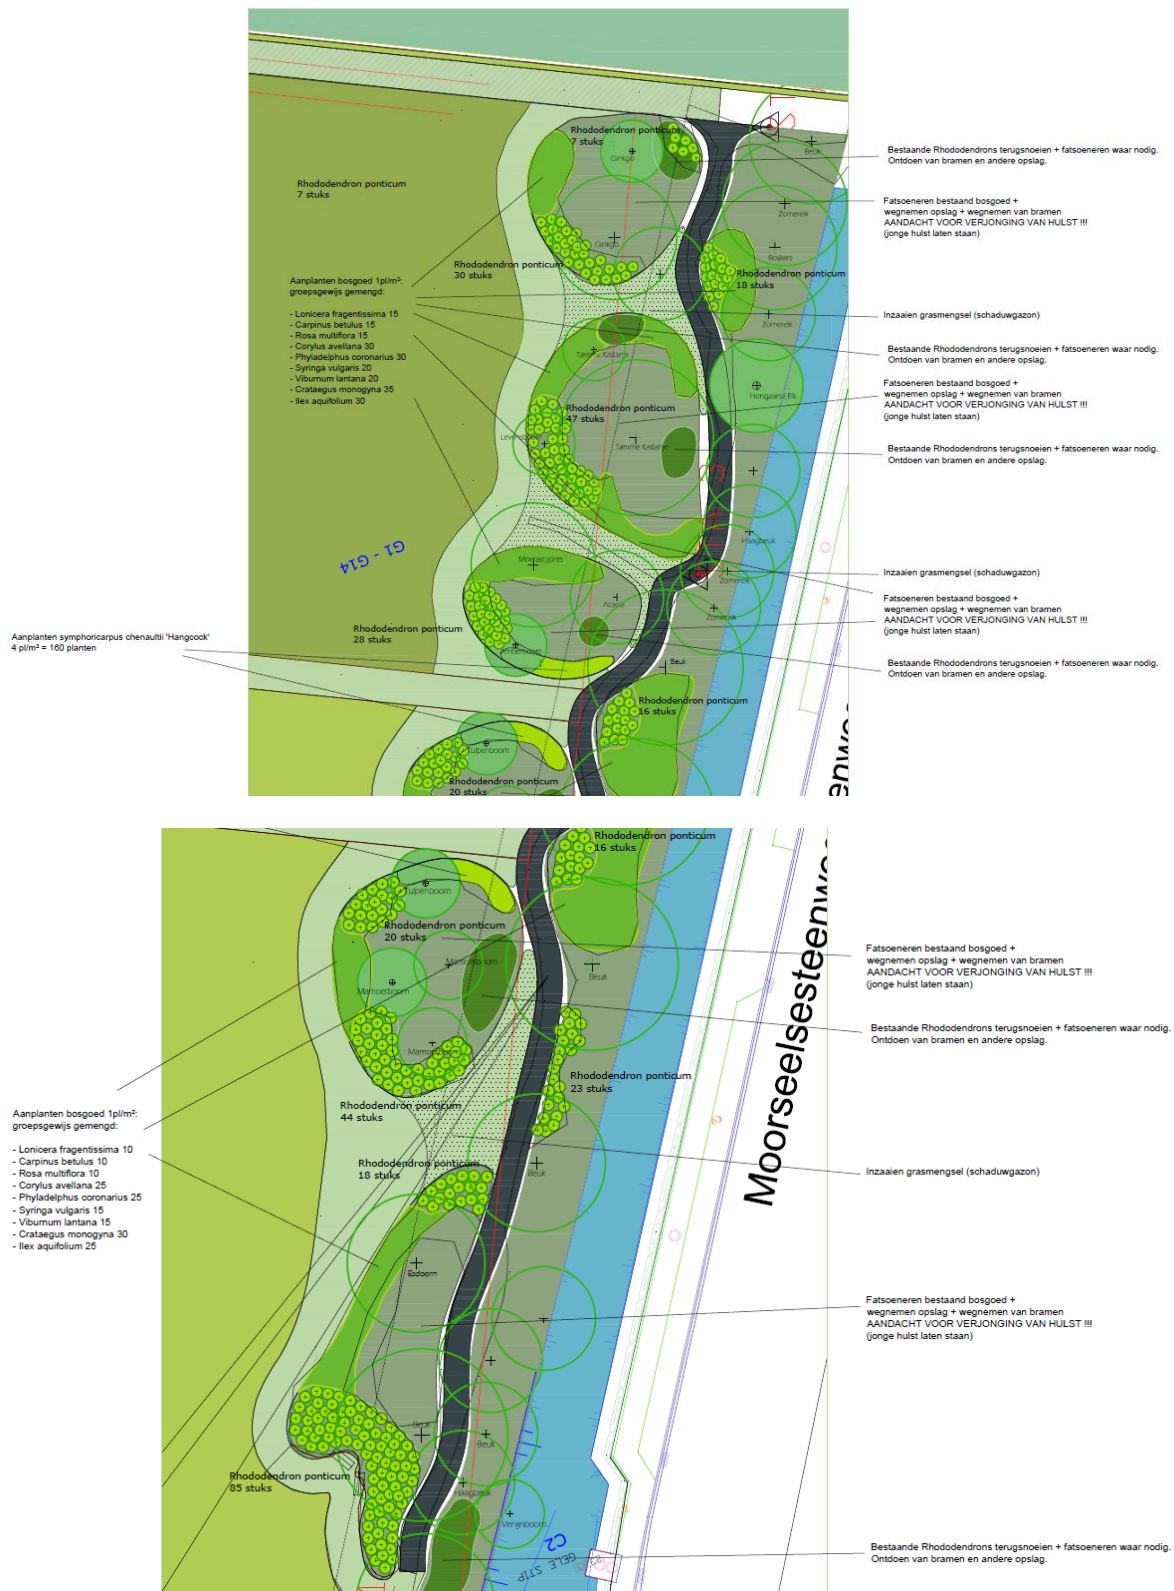 Rhododendron ponticum
7 stuks
Ginkgo
Beuk
Bestaande Rhododendrons terugsnoeien + fatsoeneren waar nodig.
Ontdoen van bramen en andere opslag.
Rhododendron ponticum
7 stuks
Zomereik
Fatsoeneren bestaand bosgoed +
wegnemen opslag + wegnemen van bramen
AANDACHT VOOR VERJONGING VAN HULST !!!
(jonge hulst laten staan)
Ginkgo
Boskers
Rhododendron ponticum
30 stuks
Rhododendron ponticum
18 stuks
Aanplanten bosgoed 1pl/m²:
groepsgewijs gemengd:
- Lonicera fragentissima 15
- Carpinus betulus 15
- Rosa multiflora 15
- Corylus avellana 30
- Phyladelphus coronarius 30
- Syringa vulgaris 20
- Viburnum lantana 20
- Crataegus monogyna 35
- Ilex aquifolium 30
Zomereik
Inzaaien grasmengsel (schaduwgazon)
Tamme Kastanje
Bestaande Rhododendrons terugsnoeien + fatsoeneren waar nodig.
Ontdoen van bramen en andere opslag.
Hongaarse Eik
Fatsoeneren bestaand bosgoed +
wegnemen opslag + wegnemen van bramen
AANDACHT VOOR VERJONGING VAN HULST !!!
(jonge hulst laten staan)
Rhododendron ponticum
47 stuks
Levensboom
Tamme Kastanje
Bestaande Rhododendrons terugsnoeien + fatsoeneren waar nodig.
Ontdoen van bramen en andere opslag.
Haagbeuk
G1 - G14
Moerascypres
Zomereik
Inzaaien grasmengsel (schaduwgazon)
Acacia
Zomereik
Fatsoeneren bestaand bosgoed +
wegnemen opslag + wegnemen van bramen
AANDACHT VOOR VERJONGING VAN HULST !!!
(jonge hulst laten staan)
Rhododendron ponticum
28 stuks
Aanplanten symphoricarpus chenaultii 'Hangcock'
4 pl/m² = 160 planten
Amberboom
Beuk
Bestaande Rhododendrons terugsnoeien + fatsoeneren waar nodig.
Ontdoen van bramen en andere opslag.
Rhododendron ponticum
16 stuks
Tulpenboom
Rhododendron ponticum
20 stuks
Rhododendron ponticum
16 stuks
Tulpenboom
Rhododendron ponticum
20 stuks
Mammoetboom
Beuk
Fatsoeneren bestaand bosgoed +
wegnemen opslag + wegnemen van bramen
AANDACHT VOOR VERJONGING VAN HULST !!!
(jonge hulst laten staan)
Mamoetboom
Bestaande Rhododendrons terugsnoeien + fatsoeneren waar nodig.
Ontdoen van bramen en andere opslag.
Moorseelsesteenwe
Rhododendron ponticum
23 stuks
Rhododendron ponticum
44 stuks
Aanplanten bosgoed 1pl/m²:
groepsgewijs gemengd:
- Lonicera fragentissima 10
- Carpinus betulus 10
- Rosa multiflora 10
- Corylus avellana 25
- Phyladelphus coronarius 25
- Syringa vulgaris 15
- Viburnum lantana 15
- Crataegus monogyna 30
- Ilex aquifolium 25
Rhododendron ponticum
18 stuks
Beuk
Inzaaien grasmengsel (schaduwgazon)
Esdoorn
Fatsoeneren bestaand bosgoed +
wegnemen opslag + wegnemen van bramen
AANDACHT VOOR VERJONGING VAN HULST !!!
(jonge hulst laten staan)
Beuk
Beuk
Rhododendron ponticum
85 stuks
Haagbeuk
Venijnboom
C2
GELE STIP
Bestaande Rhododendrons terugsnoeien + fatsoeneren waar nodig.
Ontdoen van bramen en andere opslag.